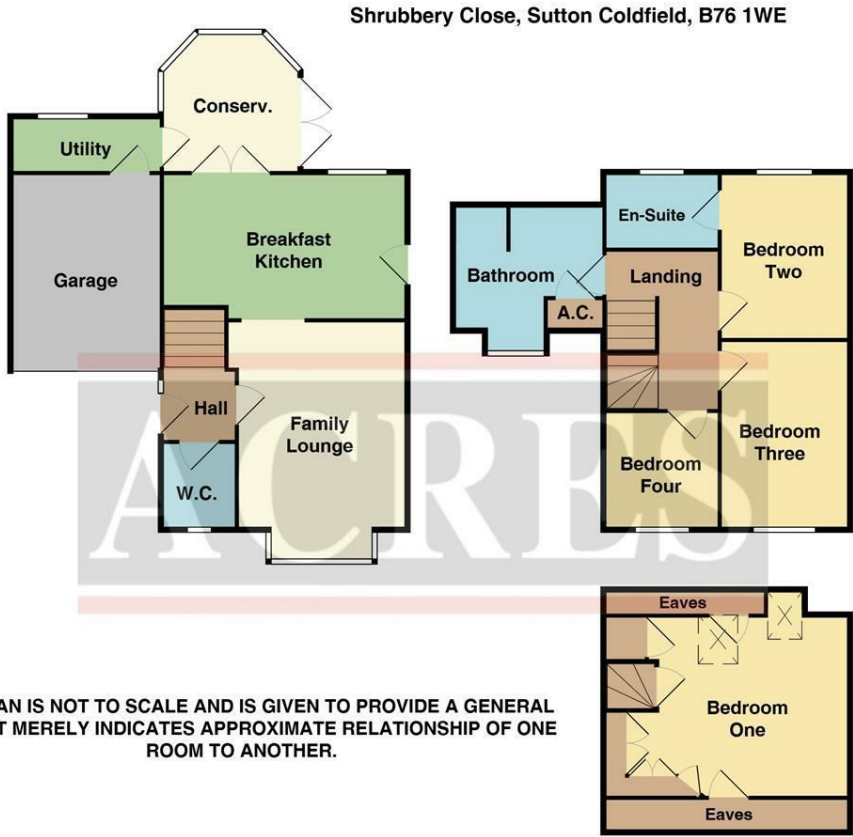 Shrubbery Close, Sutton Coldfield, B76 1WE
Conserv.
Utility
Breakfast
Kitchen
Garage
Hall
Family
Lounge
W.C.
En-Suite
Bedroom
Two
Bathroom
Landing
A.C.
Bedroom
Three
Bedroom
Four
ACRES
Eaves
Bedroom
One
Eaves
AN IS NOT TO SCALE AND IS GIVEN TO PROVIDE A GENERAL
T MERELY INDICATES APPROXIMATE RELATIONSHIP OF ONE
ROOM TO ANOTHER.